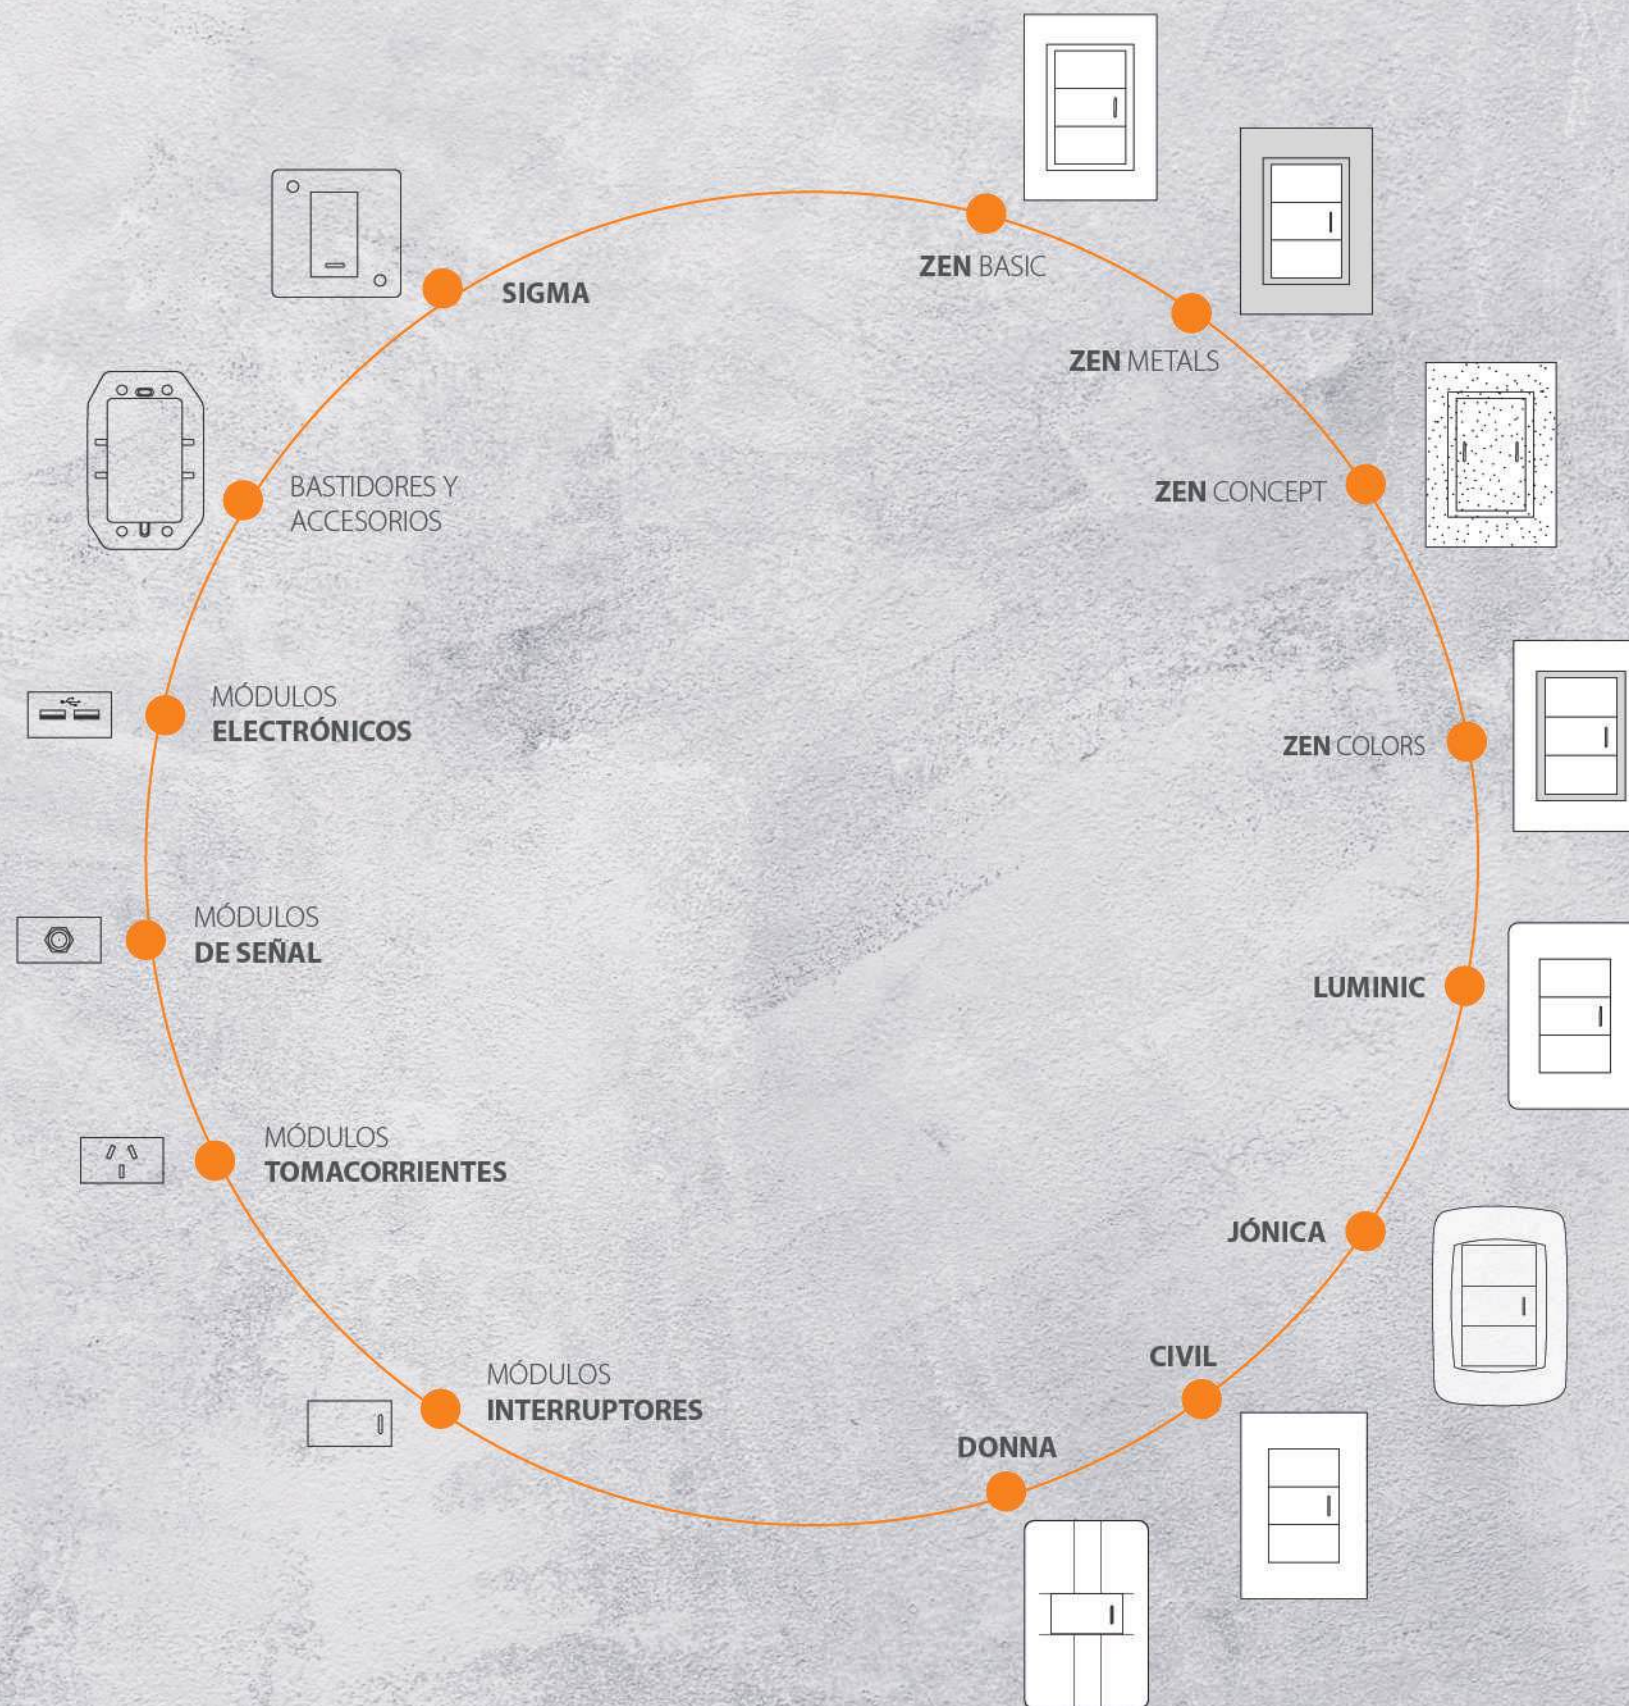 ZEN BASIC
ZEN METALS
ZEN CONCEPT
ZEN COLORS
LUMINIC
JÓNICA
CIVIL
DONNA
MÓDULOS
INTERRUPTORES
MÓDULOS
TOMACORRIENTES
MÓDULOS
DE SEÑAL
MÓDULOS
ELECTRÓNICOS
BASTIDORES Y
ACCESORIOS
SIGMA